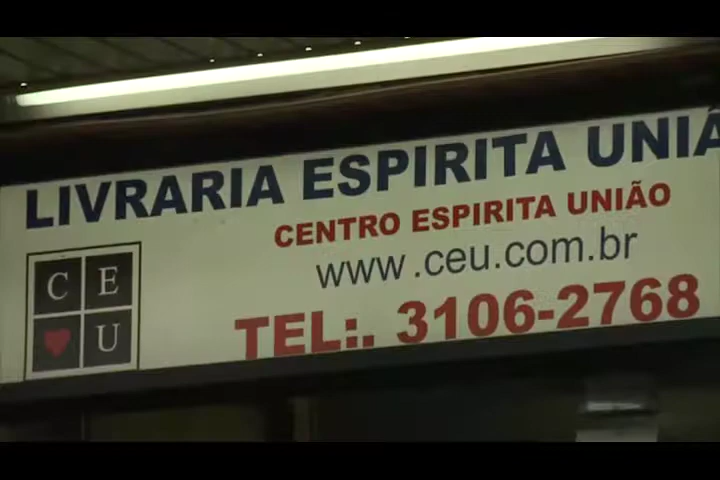 LIVRARIA ESPIRITA UNIÃ
CENTRO ESPIRITA UNIÃO
www.ceu.com.br
TEL:. 3106-2768
C E
U